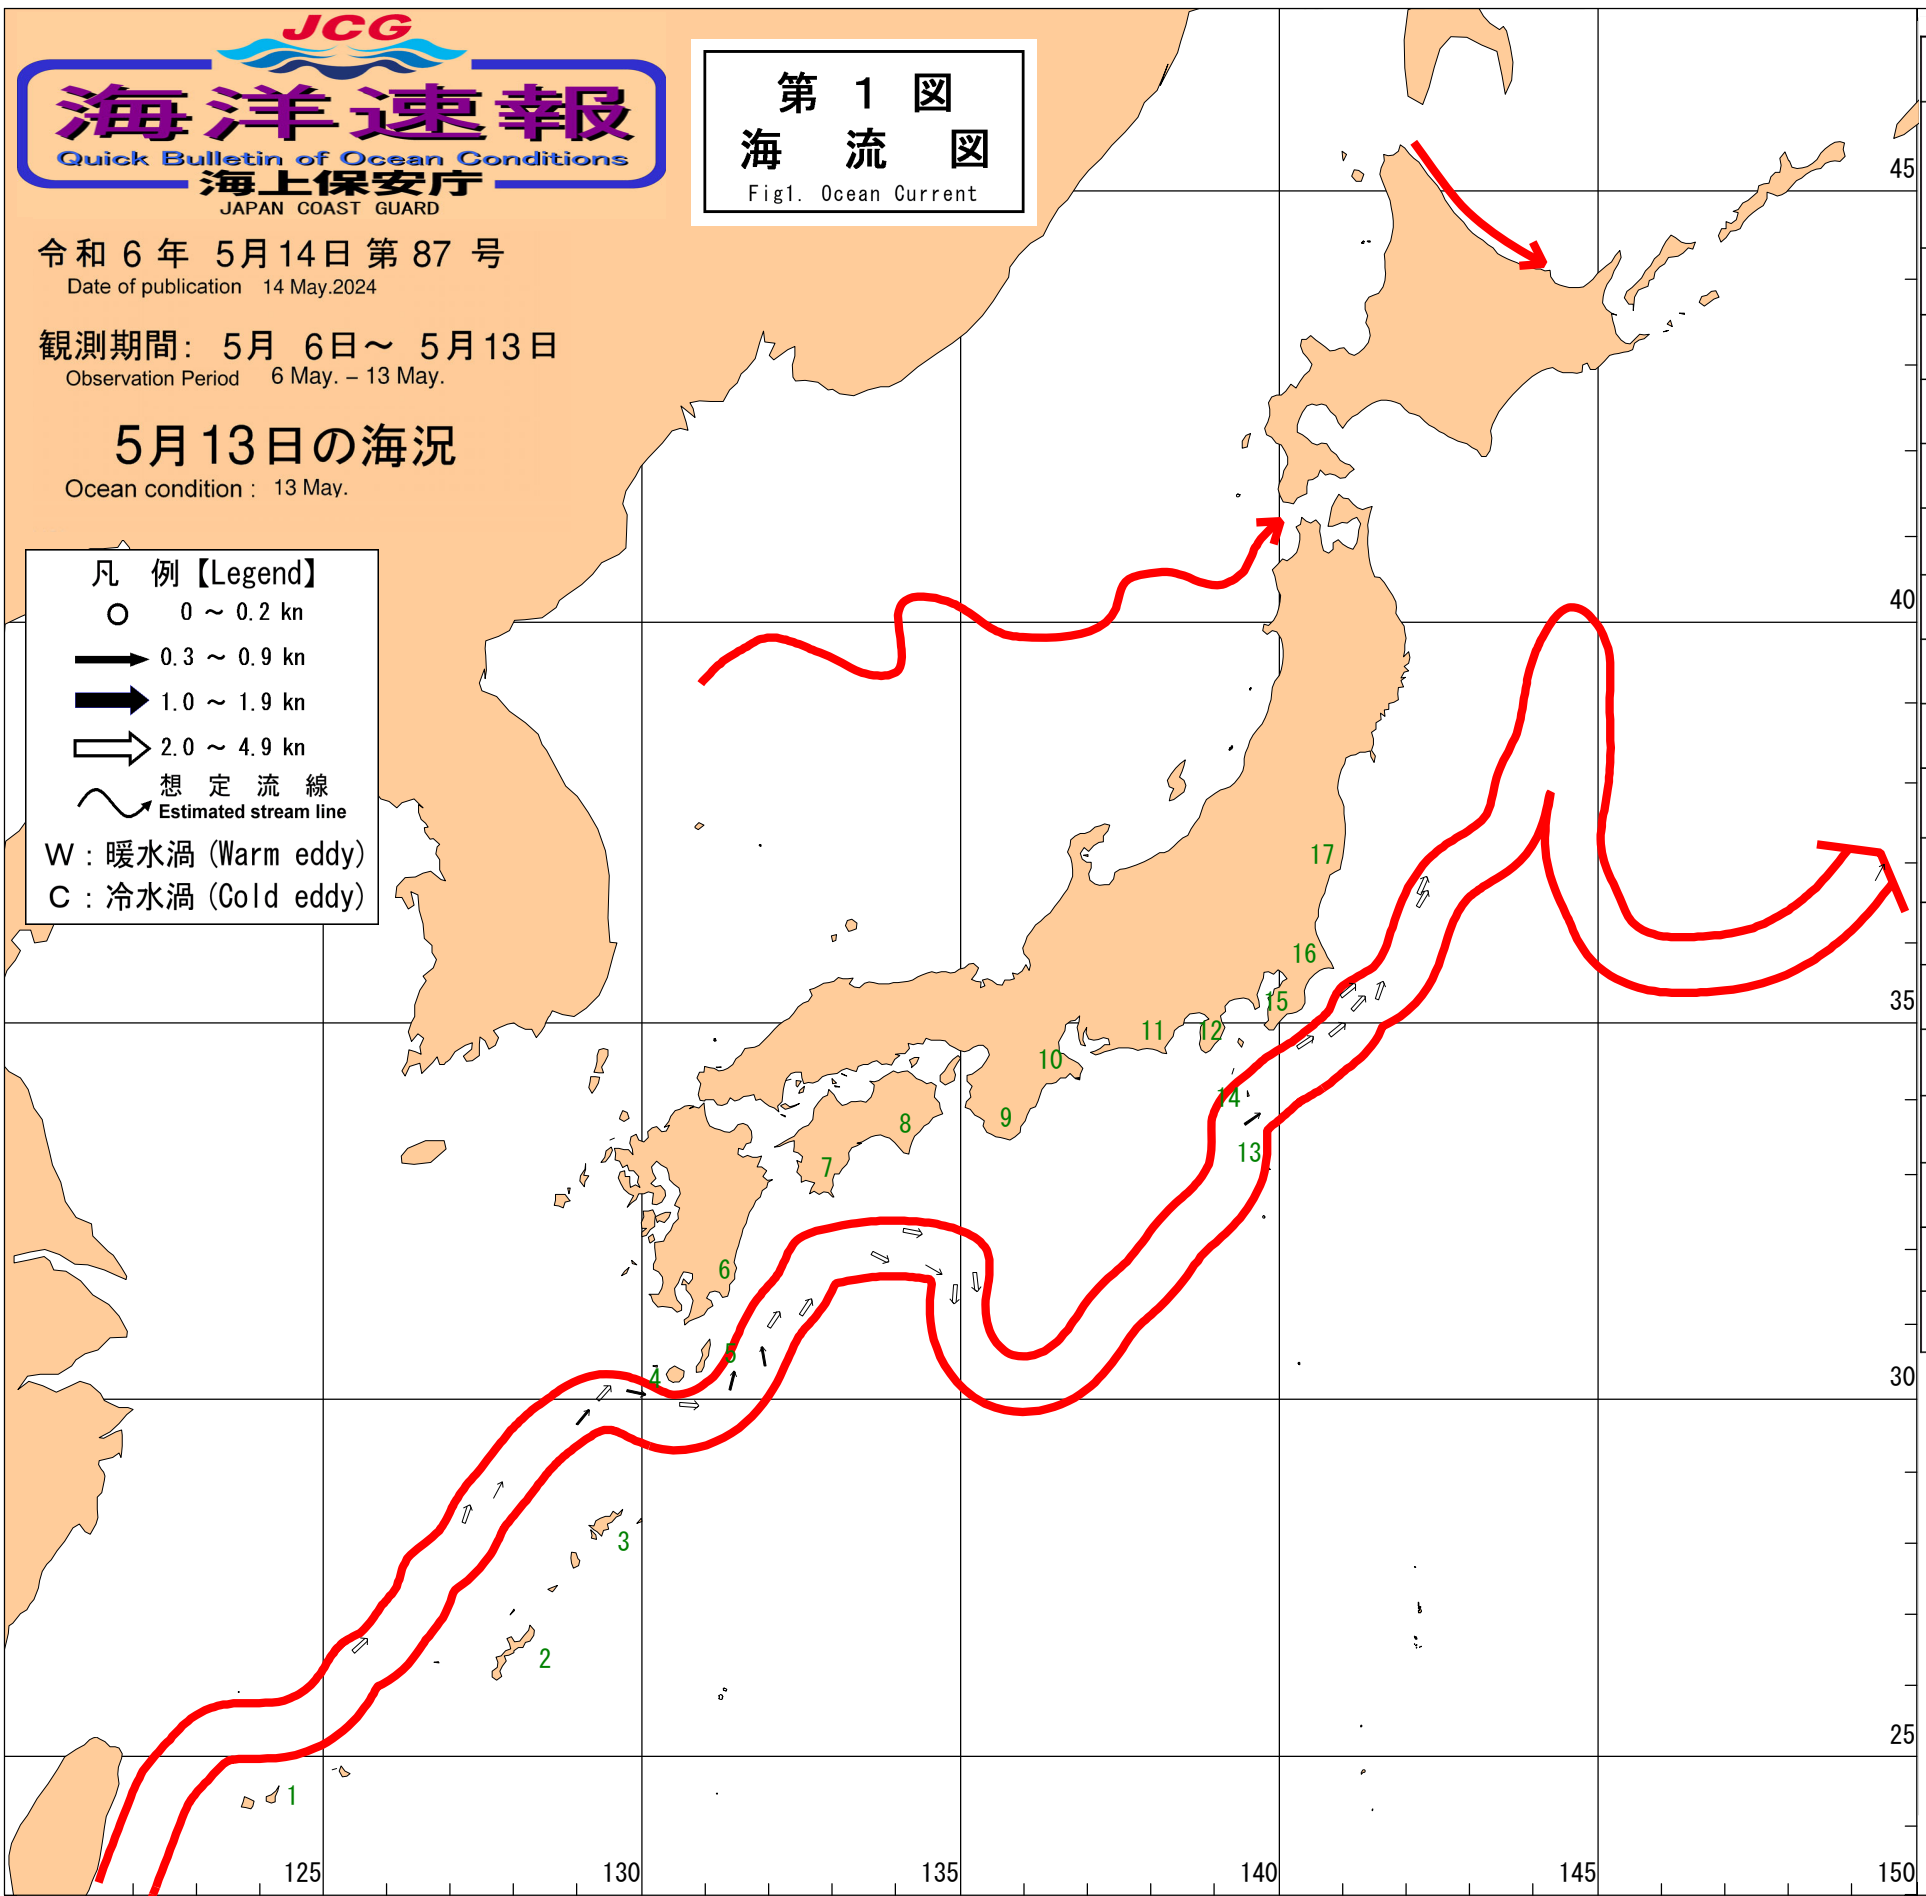 JCG
海洋速報
Quick Bulletin of Ocean Conditions
海上保安庁
JAPAN COAST GUARD
令和 6 年 5月14日 第 87 号
Date of publication 14 May.2024
観測期間: 5月 6日～ 5月13日
Observation Period 6 May. – 13 May.
5月13日の海況
Ocean condition : 13 May.
第 1 図
海 流 図
Fig1. Ocean Current
凡 例【Legend】
0 ～ 0.2 kn
0.3 ～ 0.9 kn
1.0 ～ 1.9 kn
2.0 ～ 4.9 kn
想 定 流 線
Estimated stream line
W : 暖水渦 (Warm eddy)
C : 冷水渦 (Cold eddy)
45
40
35
30
25
17
16
15
12
11
10
14
13
9
8
7
6
5
4
3
2
1
125
130
135
140
145
150